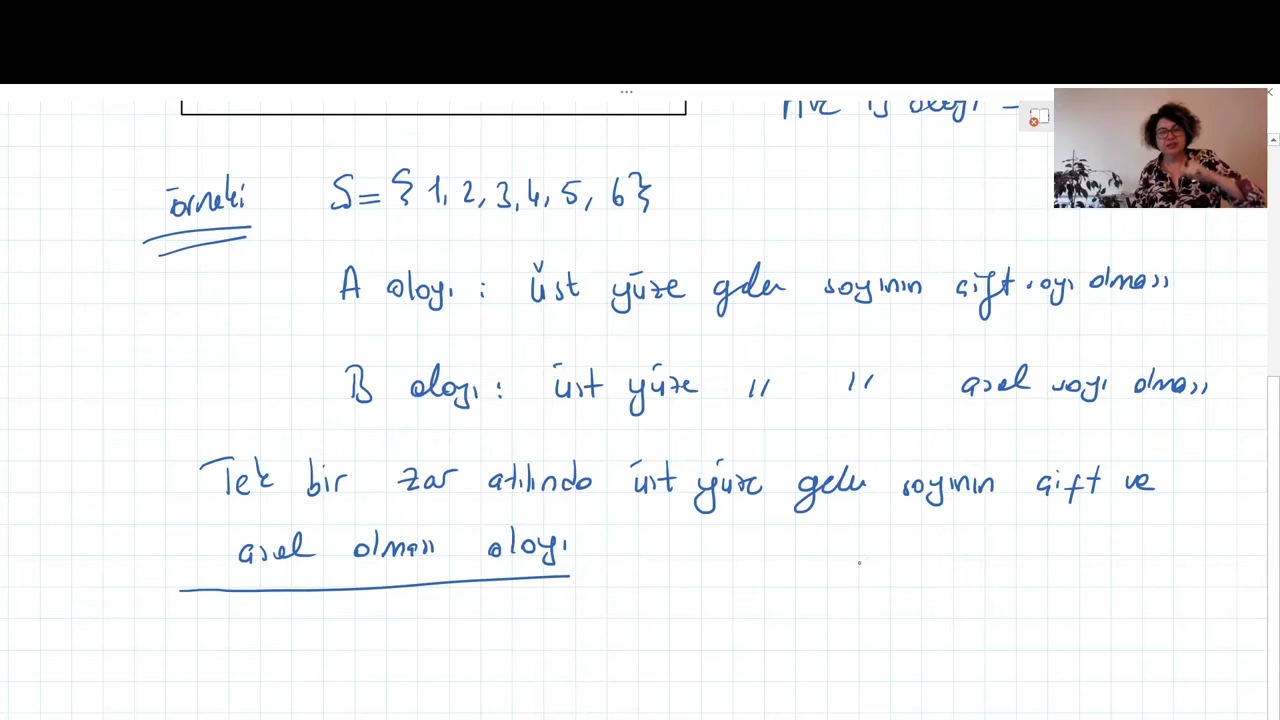 örnek:
S = { 1, 2, 3, 4, 5, 6 }
A olayı : üst yüze gelen sayının çift sayı olması
B olayı : üst yüze " " asal sayı olması
Tek bir zar atılında üst yüze gelen sayının çift ve
asal olması olayı